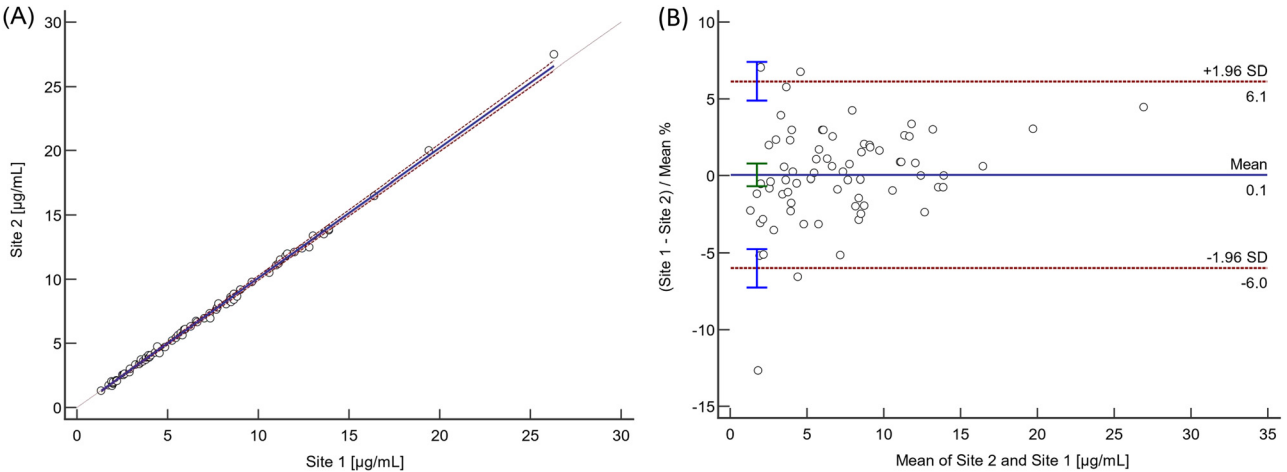 (A)
30
25
20
15
10
5
0
Site 2 [µg/mL]
0 5 10 15 20 25 30
Site 1 [µg/mL]
(B)
10
5
0
-5
-10
-15
(Site 1 - Site 2) / Mean %
+1.96 SD
6.1
Mean
0.1
-1.96 SD
-6.0
0 5 10 15 20 25 30 35
Mean of Site 2 and Site 1 [µg/mL]